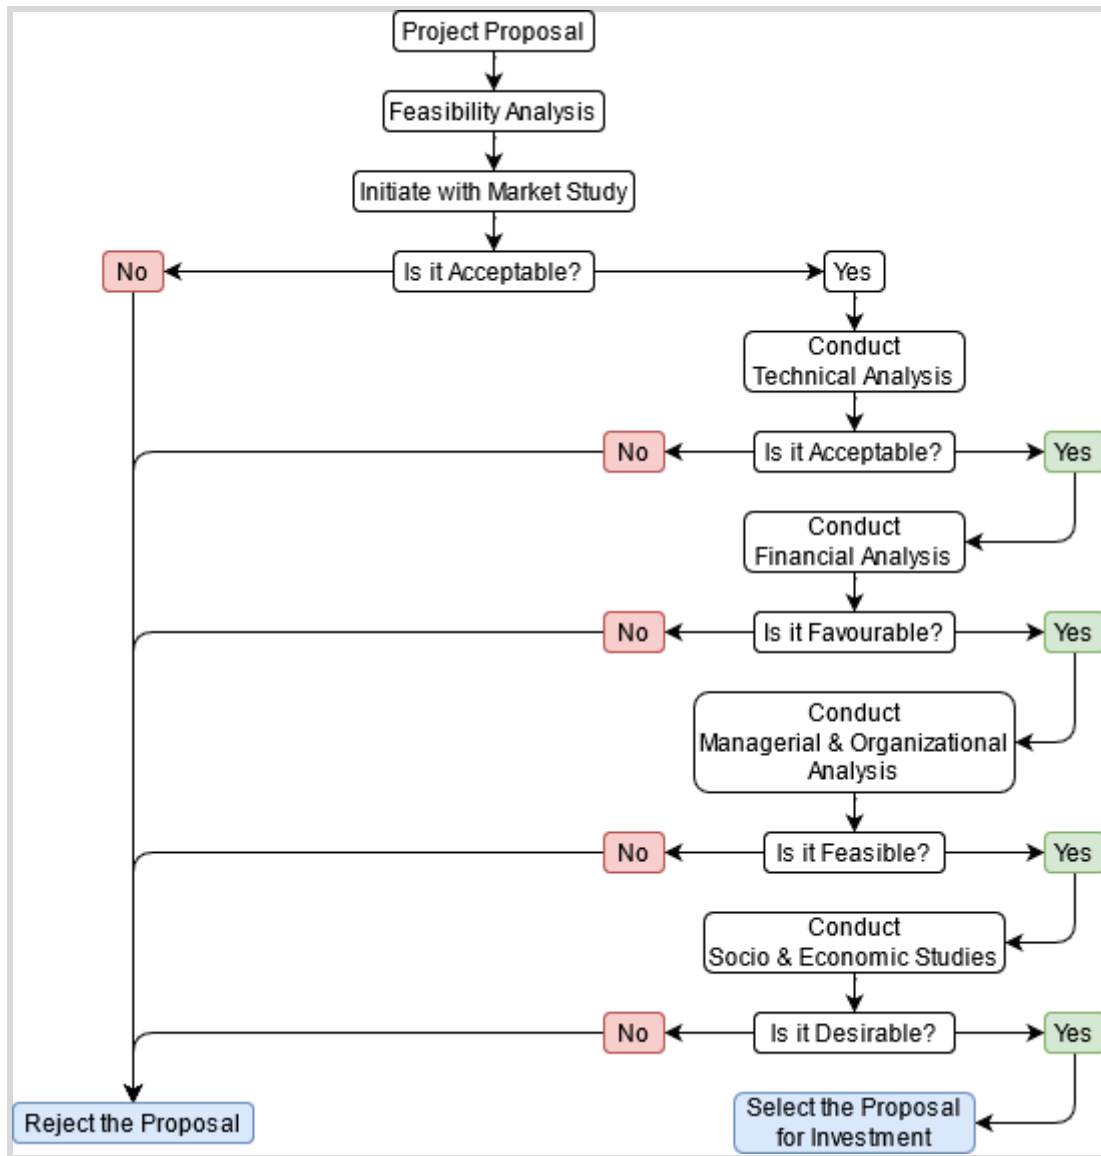 Project Proposal
Feasibility Analysis
Initiate with Market Study
No
Is it Acceptable?
Yes
Conduct
Technical Analysis
No
Is it Acceptable?
Yes
Conduct
Financial Analysis
No
Is it Favourable?
Yes
Conduct
Managerial & Organizational
Analysis
No
Is it Feasible?
Yes
Conduct
Socio & Economic Studies
No
Is it Desirable?
Yes
Reject the Proposal
Select the Proposal
for Investment